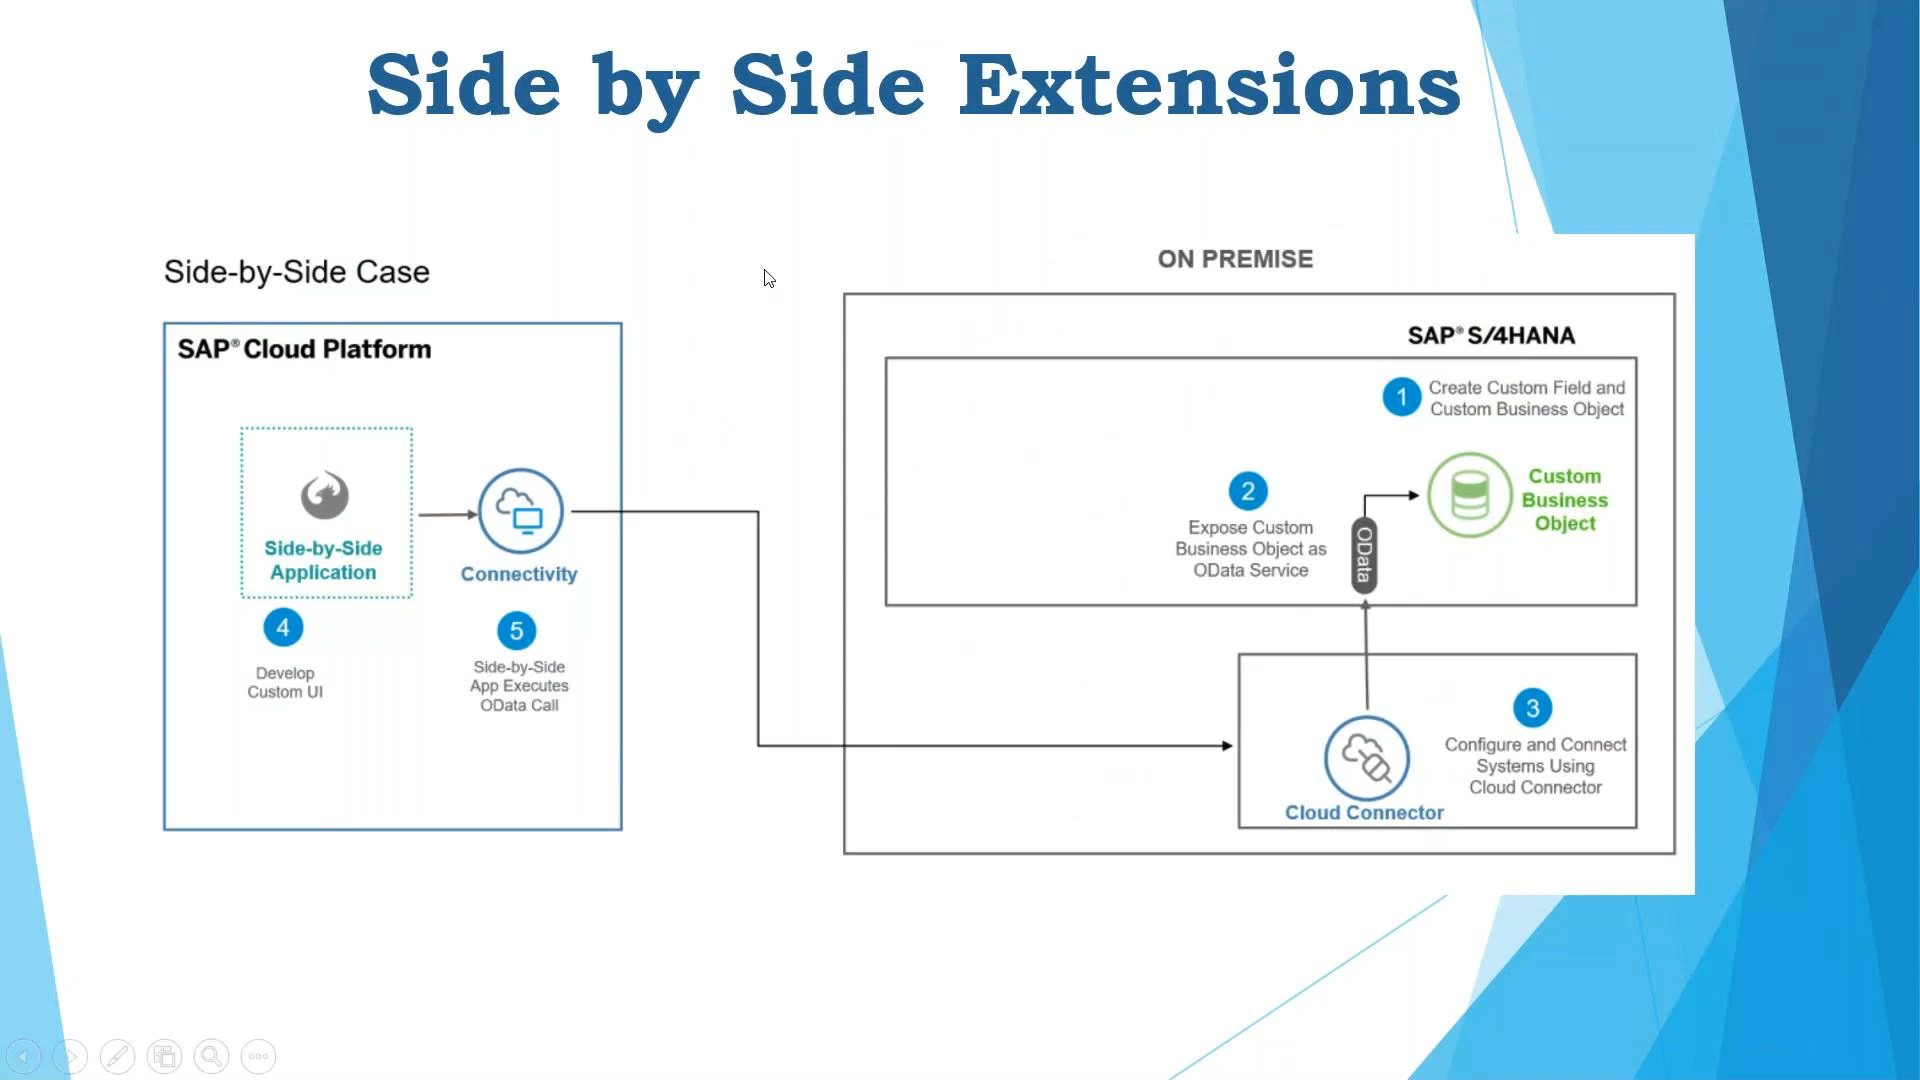 Side by Side Extensions
Side-by-Side Case
SAP® Cloud Platform
Side-by-Side
Application
4
Develop
Custom UI
Connectivity
5
Side-by-Side
App Executes
OData Call
ON PREMISE
SAP® S/4HANA
1
Create Custom Field and
Custom Business Object
2
Expose Custom
Business Object as
OData Service
OData
Custom
Business
Object
3
Configure and Connect
Systems Using
Cloud Connector
Cloud Connector